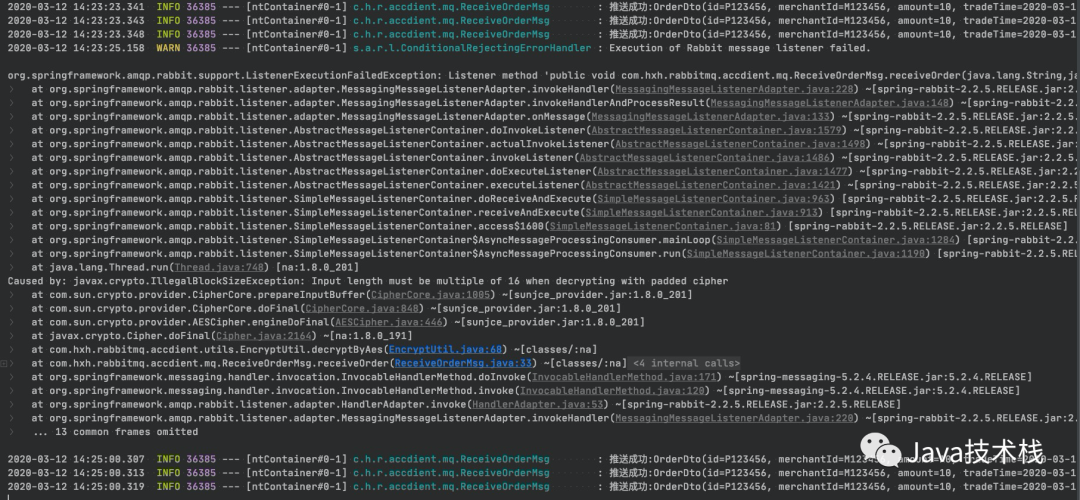 2020-03-12 14:23:23.341 INFO 36385 --- [ntContainer#0-1] c.h.r.accdient.mq.ReceiveOrderMsg : 推送成功:OrderDto(id=P123456, merchantId=M123456, amount=10, tradeTime=2020-03-1
2020-03-12 14:23:23.343 INFO 36385 --- [ntContainer#0-1] c.h.r.accdient.mq.ReceiveOrderMsg : 推送成功:OrderDto(id=P123456, merchantId=M123456, amount=10, tradeTime=2020-03-1
2020-03-12 14:23:23.348 INFO 36385 --- [ntContainer#0-1] c.h.r.accdient.mq.ReceiveOrderMsg : 推送成功:OrderDto(id=P123456, merchantId=M123456, amount=10, tradeTime=2020-03-1
2020-03-12 14:23:25.158 WARN 36385 --- [ntContainer#0-1] s.a.r.l.ConditionalRejectingErrorHandler : Execution of Rabbit message listener failed.
org.springframework.amqp.rabbit.support.ListenerExecutionFailedException: Listener method 'public void com.hxh.rabbitmq.accdient.mq.ReceiveOrderMsg.receiveOrder(java.lang.String,ja
at org.springframework.amqp.rabbit.listener.adapter.MessagingMessageListenerAdapter.invokeHandler(MessagingMessageListenerAdapter.java:228) ~[spring-rabbit-2.2.5.RELEASE.jar:2.2
at org.springframework.amqp.rabbit.listener.adapter.MessagingMessageListenerAdapter.invokeHandlerAndProcessResult(MessagingMessageListenerAdapter.java:148) ~[spring-rabbit-2.2.5
at org.springframework.amqp.rabbit.listener.adapter.MessagingMessageListenerAdapter.onMessage(MessagingMessageListenerAdapter.java:133) ~[spring-rabbit-2.2.5.RELEASE.jar:2.2.5.
at org.springframework.amqp.rabbit.listener.AbstractMessageListenerContainer.doInvokeListener(AbstractMessageListenerContainer.java:1579) ~[spring-rabbit-2.2.5.RELEASE.jar:2.2.5
at org.springframework.amqp.rabbit.listener.AbstractMessageListenerContainer.actualInvokeListener(AbstractMessageListenerContainer.java:1498) ~[spring-rabbit-2.2.5.RELEASE.jar:2
at org.springframework.amqp.rabbit.listener.AbstractMessageListenerContainer.invokeListener(AbstractMessageListenerContainer.java:1486) ~[spring-rabbit-2.2.5.RELEASE.jar:2.2.5.R
at org.springframework.amqp.rabbit.listener.AbstractMessageListenerContainer.doExecuteListener(AbstractMessageListenerContainer.java:1477) ~[spring-rabbit-2.2.5.RELEASE.jar:2.2
at org.springframework.amqp.rabbit.listener.AbstractMessageListenerContainer.executeListener(AbstractMessageListenerContainer.java:1421) ~[spring-rabbit-2.2.5.RELEASE.jar:2.2.5.
at org.springframework.amqp.rabbit.listener.SimpleMessageListenerContainer.doReceiveAndExecute(SimpleMessageListenerContainer.java:963) [spring-rabbit-2.2.5.RELEASE.jar:2.2.5.R
at org.springframework.amqp.rabbit.listener.SimpleMessageListenerContainer.receiveAndExecute(SimpleMessageListenerContainer.java:913) [spring-rabbit-2.2.5.RELEASE.jar:2.2.5.REL
at org.springframework.amqp.rabbit.listener.SimpleMessageListenerContainer.access$1600(SimpleMessageListenerContainer.java:81) [spring-rabbit-2.2.5.RELEASE.jar:2.2.5.RELEASE]
at org.springframework.amqp.rabbit.listener.SimpleMessageListenerContainer$AsyncMessageProcessingConsumer.mainLoop(SimpleMessageListenerContainer.java:1284) [spring-rabbit-2.2.5
at org.springframework.amqp.rabbit.listener.SimpleMessageListenerContainer$AsyncMessageProcessingConsumer.run(SimpleMessageListenerContainer.java:1190) [spring-rabbit-2.2.5.REL
at java.lang.Thread.run(Thread.java:748) [na:1.8.0_201]
Caused by: javax.crypto.IllegalBlockSizeException: Input length must be multiple of 16 when decrypting with padded cipher
at com.sun.crypto.provider.CipherCore.prepareInputBuffer(CipherCore.java:1005) ~[sunjce_provider.jar:1.8.0_201]
at com.sun.crypto.provider.CipherCore.doFinal(CipherCore.java:848) ~[sunjce_provider.jar:1.8.0_201]
at com.sun.crypto.provider.AESCipher.engineDoFinal(AESCipher.java:446) ~[sunjce_provider.jar:1.8.0_201]
at javax.crypto.Cipher.doFinal(Cipher.java:2164) ~[na:1.8.0_191]
at com.hxh.rabbitmq.accdient.utils.EncryptUtil.decryptByAes(EncryptUtil.java:60) ~[classes/:na]
at com.hxh.rabbitmq.accdient.mq.ReceiveOrderMsg.receiveOrder(ReceiveOrderMsg.java:33) ~[classes/:na] <4 internal calls>
at org.springframework.messaging.handler.invocation.InvocableHandlerMethod.doInvoke(InvocableHandlerMethod.java:171) ~[spring-messaging-5.2.4.RELEASE.jar:5.2.4.RELEASE]
at org.springframework.messaging.handler.invocation.InvocableHandlerMethod.invoke(InvocableHandlerMethod.java:120) ~[spring-messaging-5.2.4.RELEASE.jar:5.2.4.RELEASE]
at org.springframework.amqp.rabbit.listener.adapter.HandlerAdapter.invoke(HandlerAdapter.java:53) ~[spring-rabbit-2.2.5.RELEASE.jar:2.2.5.RELEASE]
at org.springframework.amqp.rabbit.listener.adapter.MessagingMessageListenerAdapter.invokeHandler(MessagingMessageListenerAdapter.java:220) ~[spring-rabbit-2.2.5.RELEASE.jar:2.2
... 13 common frames omitted
Java技术栈
2020-03-12 14:25:00.307 INFO 36385 --- [ntContainer#0-1] c.h.r.accdient.mq.ReceiveOrderMsg : 推送成功:OrderDto(id=P123456, merchantId=M123456, amount=10, tradeTime=2020-03-1
2020-03-12 14:25:00.313 INFO 36385 --- [ntContainer#0-1] c.h.r.accdient.mq.ReceiveOrderMsg : 推送成功:OrderDto(id=P123456, merchantId=M123456, amount=10, tradeTime=2020-03-1
2020-03-12 14:25:00.319 INFO 36385 --- [ntContainer#0-1] c.h.r.accdient.mq.ReceiveOrderMsg : 推送成功:OrderDto(id=P123456, merchantId=M123456, amount=10, tradeTime=2020-03-1